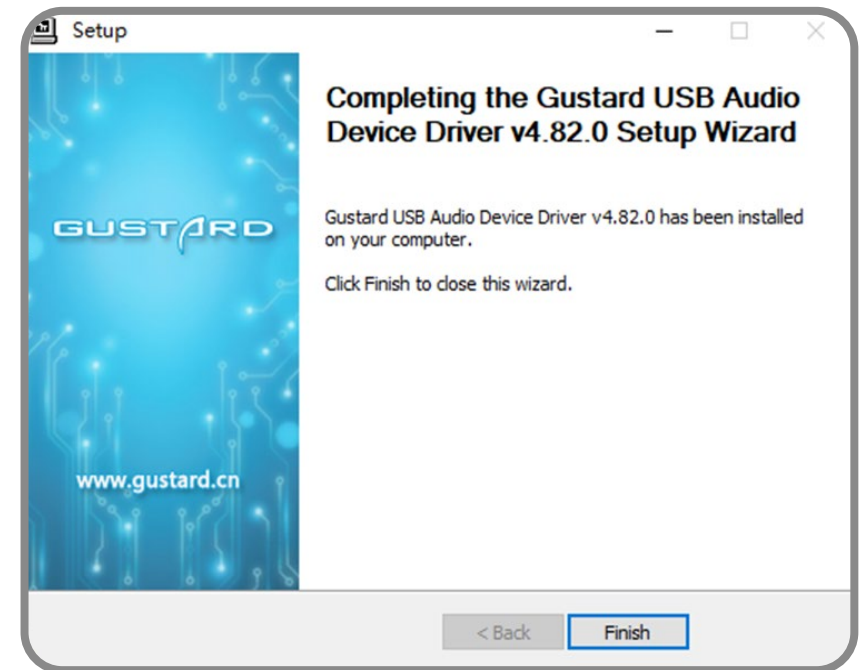 Setup
GUSTARD
www.gustard.cn
Completing the Gustard USB Audio
Device Driver v4.82.0 Setup Wizard
Gustard USB Audio Device Driver v4.82.0 has been installed
on your computer.
Click Finish to close this wizard.
< Back
Finish